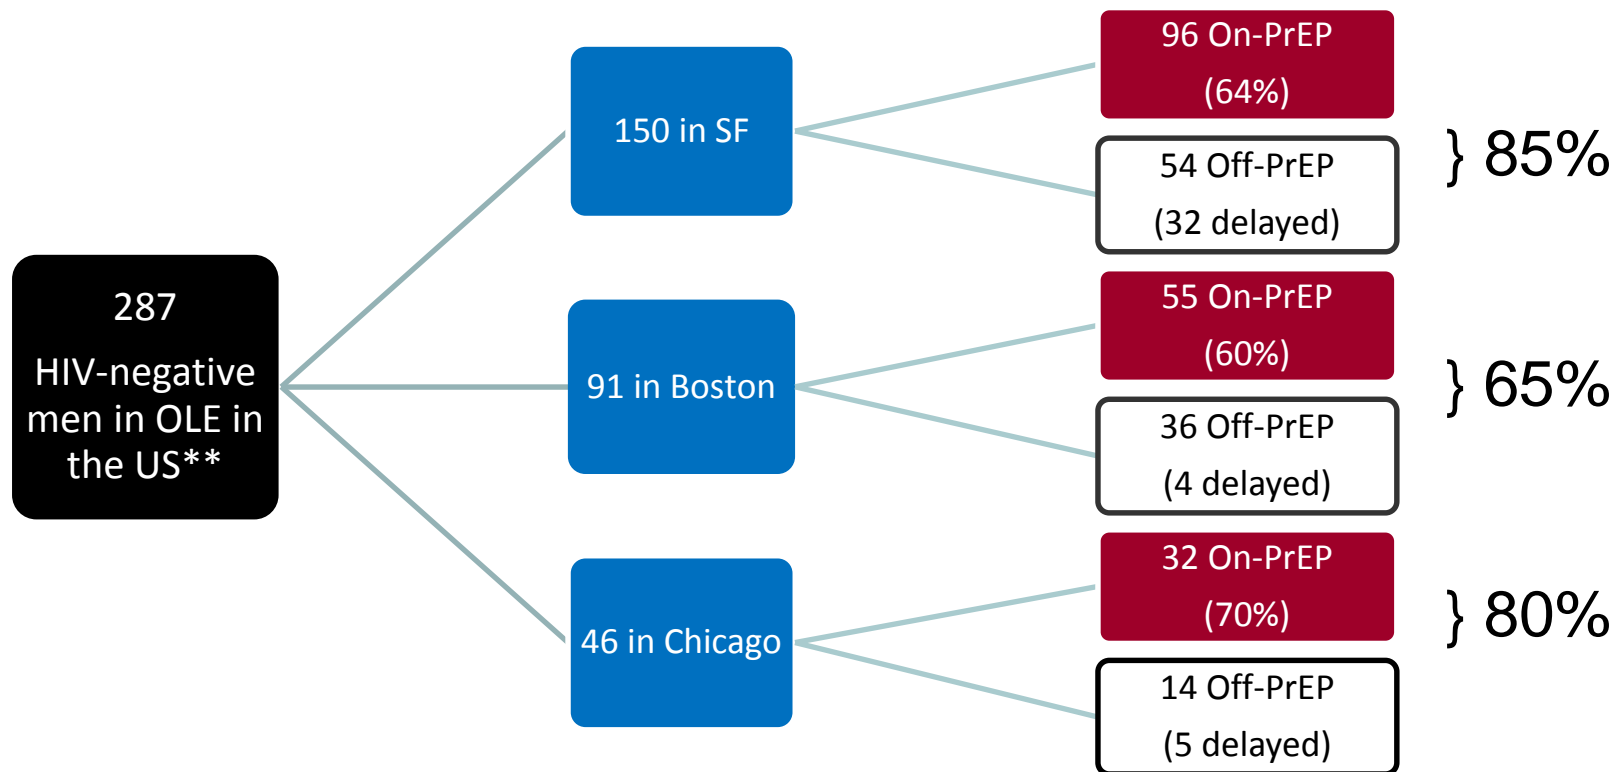 287
HIV-negative
men in OLE in
the US**
150 in SF
96 On-PrEP
(64%)
54 Off-PrEP
(32 delayed)
} 85%
91 in Boston
55 On-PrEP
(60%)
36 Off-PrEP
(4 delayed)
} 65%
46 in Chicago
32 On-PrEP
(70%)
14 Off-PrEP
(5 delayed)
} 80%